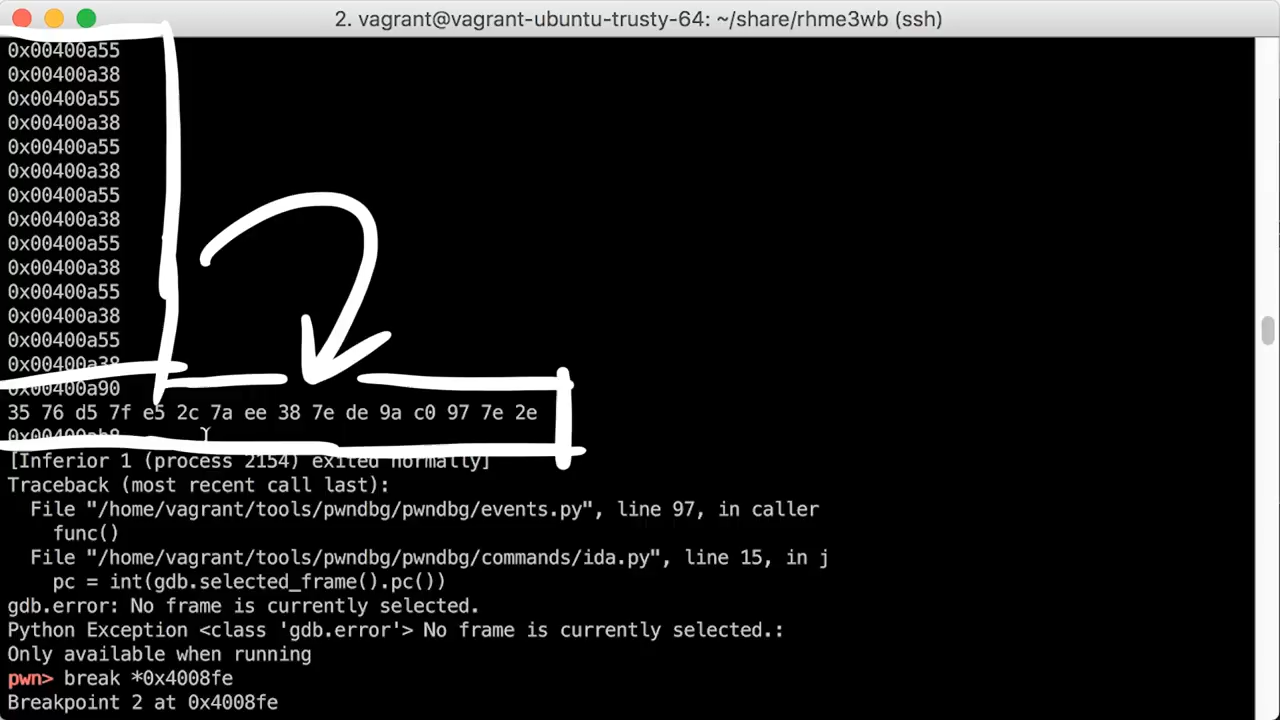 2. vagrant@vagrant-ubuntu-trusty-64: ~/share/rhme3wb (ssh)
0x00400a55
0x00400a38
0x00400a55
0x00400a38
0x00400a55
0x00400a38
0x00400a55
0x00400a38
0x00400a55
0x00400a38
0x00400a55
0x00400a38
0x00400a55
0x00400a38
0x00400a90
35 76 d5 7f e5 2c 7a ee 38 7e de 9a c0 97 7e 2e
[Inferior 1 (process 2154) exited normally]
Traceback (most recent call last):
File "/home/vagrant/tools/pwndbg/pwndbg/events.py", line 97, in caller
func()
File "/home/vagrant/tools/pwndbg/pwndbg/commands/ida.py", line 15, in j
pc = int(gdb.selected_frame().pc())
gdb.error: No frame is currently selected.
Python Exception <class 'gdb.error'> No frame is currently selected.:
Only available when running
pwn> break *0x4008fe
Breakpoint 2 at 0x4008fe